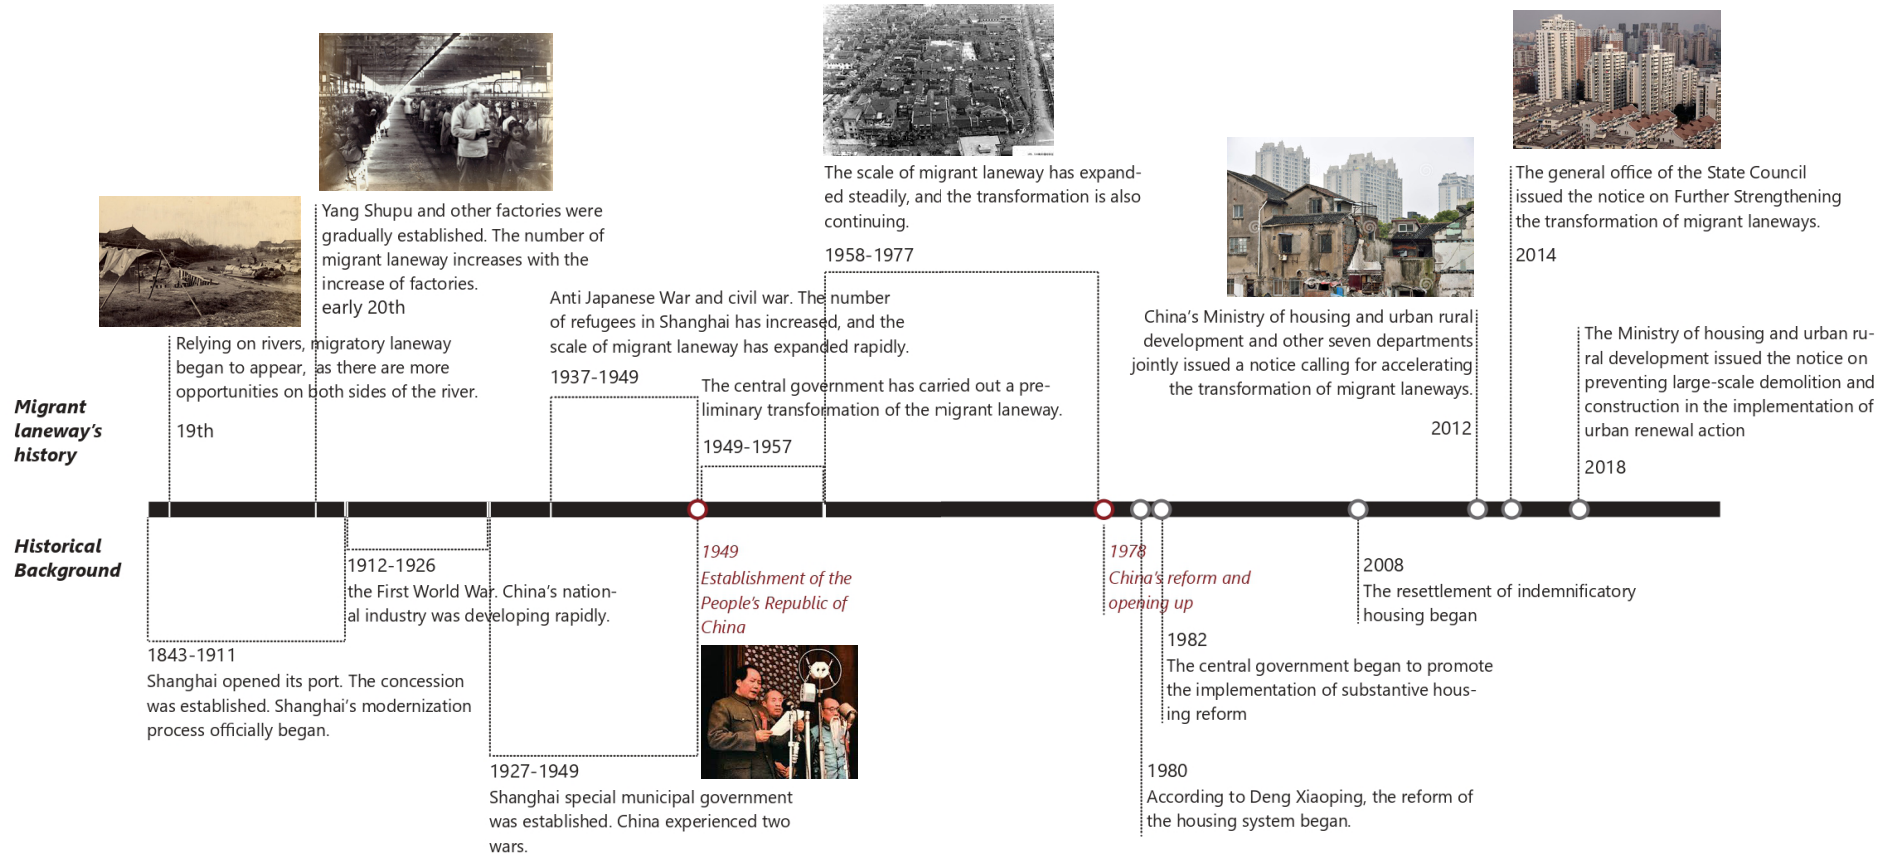 Yang Shupu and other factories were
gradually established. The number of
migrant laneway increases with the
increase of factories.
early 20th
The scale of migrant laneway has expand-
ed steadily, and the transformation is also
continuing.
1958-1977
The general office of the State Council
issued the notice on Further Strengthening
the transformation of migrant laneways.
2014
Relying on rivers, migratory laneway
began to appear, as there are more
opportunities on both sides of the river.
19th
Anti Japanese War and civil war. The number
of refugees in Shanghai has increased, and the
scale of migrant laneway has expanded rapidly.
1937-1949
The central government has carried out a pre-
liminary transformation of the migrant laneway.
1949-1957
China's Ministry of housing and urban rural
development and other seven departments
jointly issued a notice calling for accelerating
the transformation of migrant laneways.
2012
The Ministry of housing and urban ru-
ral development issued the notice on
preventing large-scale demolition and
construction in the implementation of
urban renewal action
2018
Migrant
laneway's
history
Historical
Background
1843-1911
Shanghai opened its port. The concession
was established. Shanghai's modernization
process officially began.
1912-1926
the First World War. China's nation-
al industry was developing rapidly.
1927-1949
Shanghai special municipal government
was established. China experienced two
wars.
1949
Establishment of the
People's Republic of
China
1978
China's reform and
opening up
1980
According to Deng Xiaoping, the reform of
the housing system began.
1982
The central government began to promote
the implementation of substantive hous-
ing reform
2008
The resettlement of indemnificatory
housing began